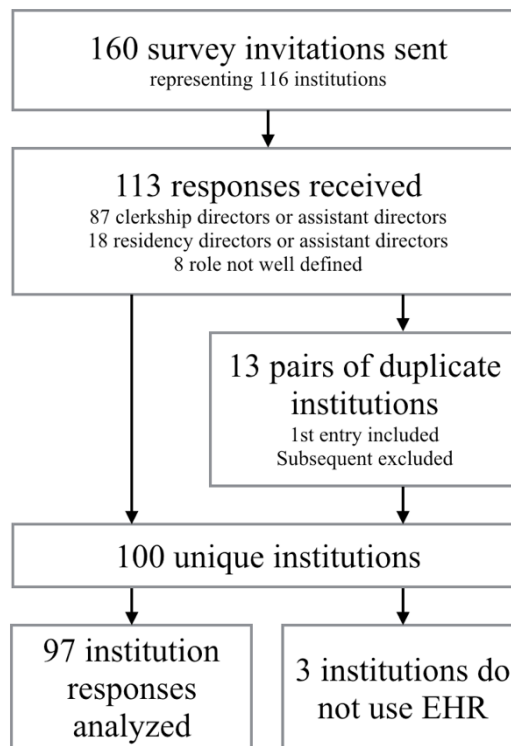 160 survey invitations sent
representing 116 institutions
113 responses received
87 clerkship directors or assistant directors
18 residency directors or assistant directors
8 role not well defined
13 pairs of duplicate
institutions
1st entry included
Subsequent excluded
100 unique institutions
97 institution
responses
analyzed
3 institutions do
not use EHR